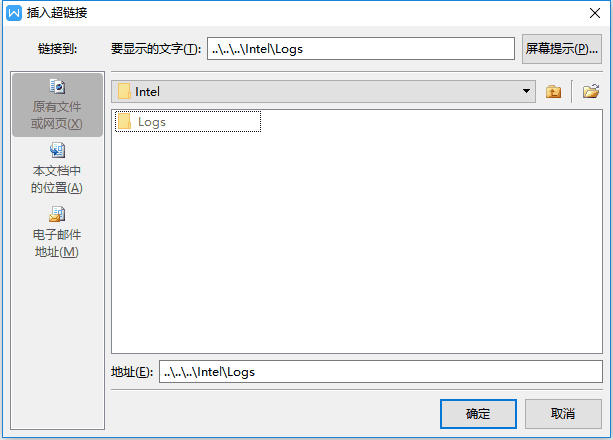 插入超链接
链接到:
要显示的文字(T):
..\..\..\Intel\Logs
屏幕提示(P)...
原有文件
或网页(X)
本文档中
的位置(A)
电子邮件
地址(M)
Intel
Logs
地址(E):
..\..\..\Intel\Logs
确定
取消